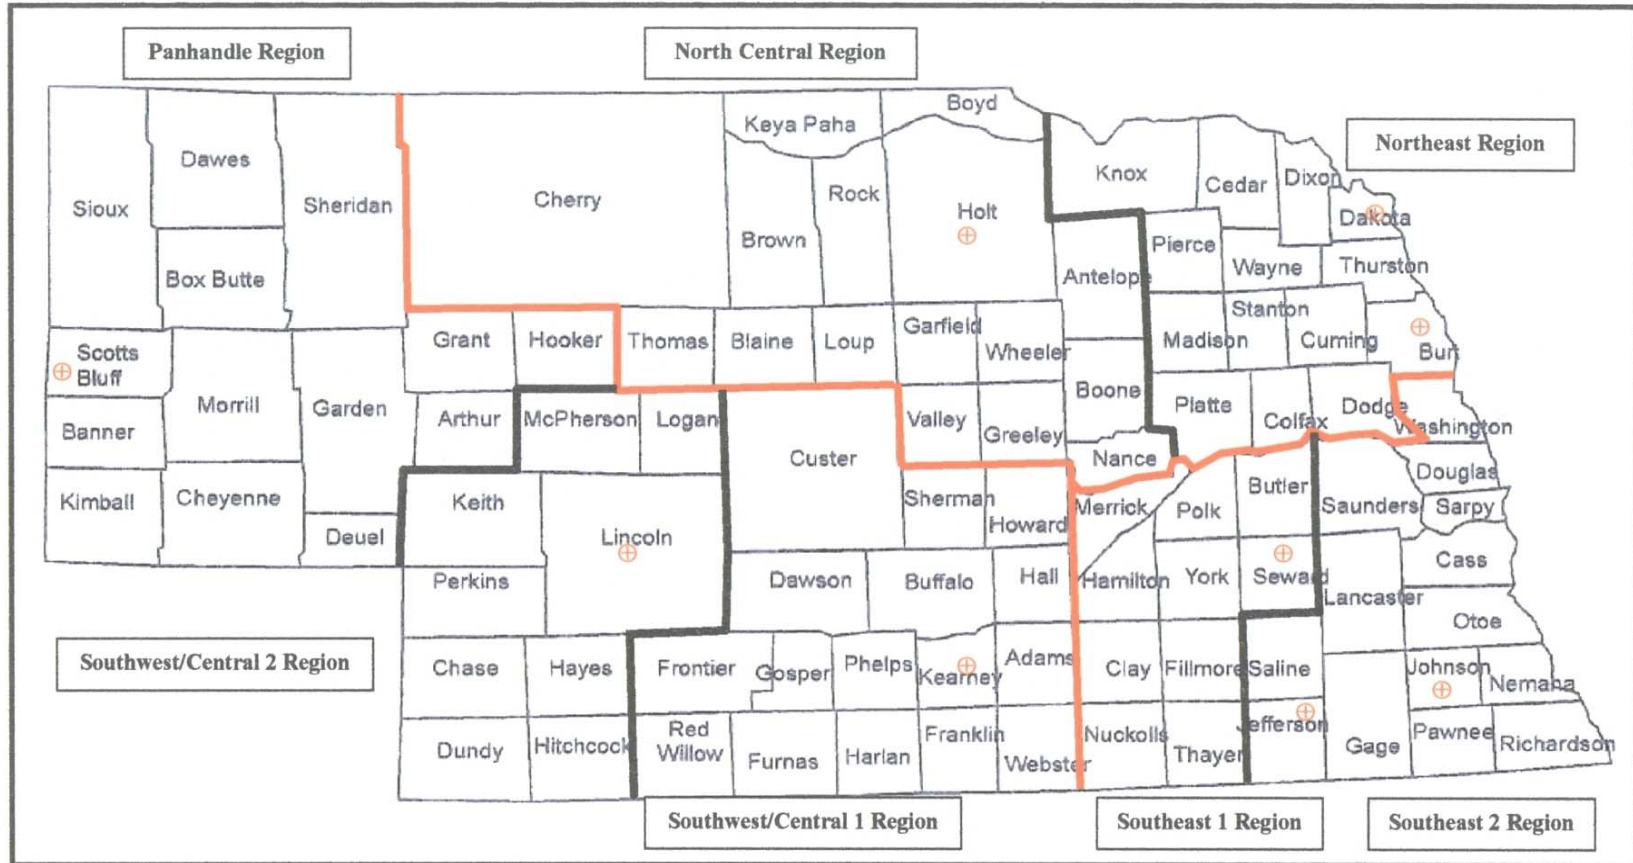 Panhandle Region
North Central Region
Northeast Region
Boyd
Keya Paha
Dawes
Knox
Cedar
Dixon
Sioux
Sheridan
Cherry
Rock
Holt
Dakota
Brown
Pierce
Box Butte
Antelope
Wayne
Thurston
Stanton
Garfield
Grant
Hooker
Thomas
Blaine
Loup
Wheeler
Madison
Cuming
Burt
Scotts
Bluff
Morrill
Garden
Boone
Platte
Dodge
Colfax
Washington
Banner
Arthur
McPherson
Logan
Valley
Greeley
Custer
Nance
Douglas
Kimball
Cheyenne
Keith
Sherman
Howard
Merrick
Polk
Butler
Saunders
Sarpy
Deuel
Lincoln
Perkins
Dawson
Buffalo
Hall
Hamilton
York
Seward
Lancaster
Cass
Otoe
Southwest/Central 2 Region
Chase
Hayes
Frontier
Gosper
Phelps
Kearney
Adams
Clay
Fillmore
Saline
Johnson
Nemaha
Dundy
Hitchcock
Red
Willow
Furnas
Harlan
Franklin
Webster
Nuckolls
Thayer
Jefferson
Gage
Pawnee
Richardson
Southwest/Central 1 Region
Southeast 1 Region
Southeast 2 Region